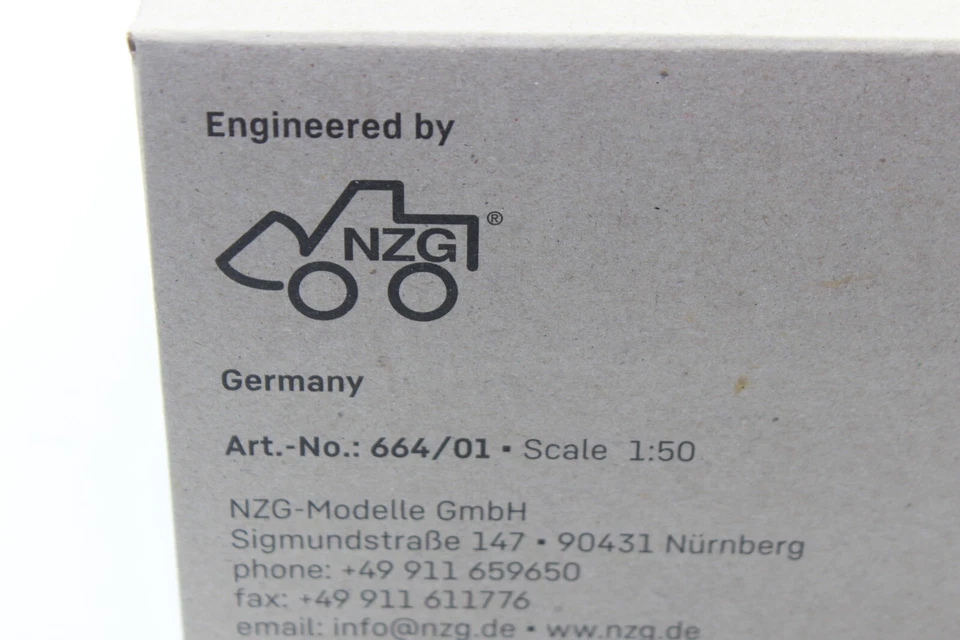 Engineered by
NZG®
Germany
Art.-No.: 664/01 ▪ Scale 1:50
NZG-Modelle GmbH
Sigmundstraße 147 ▪ 90431 Nürnberg
phone: +49 911 659650
fax: +49 911 611776
email: info@nzg.de ▪ ww.nzg.de